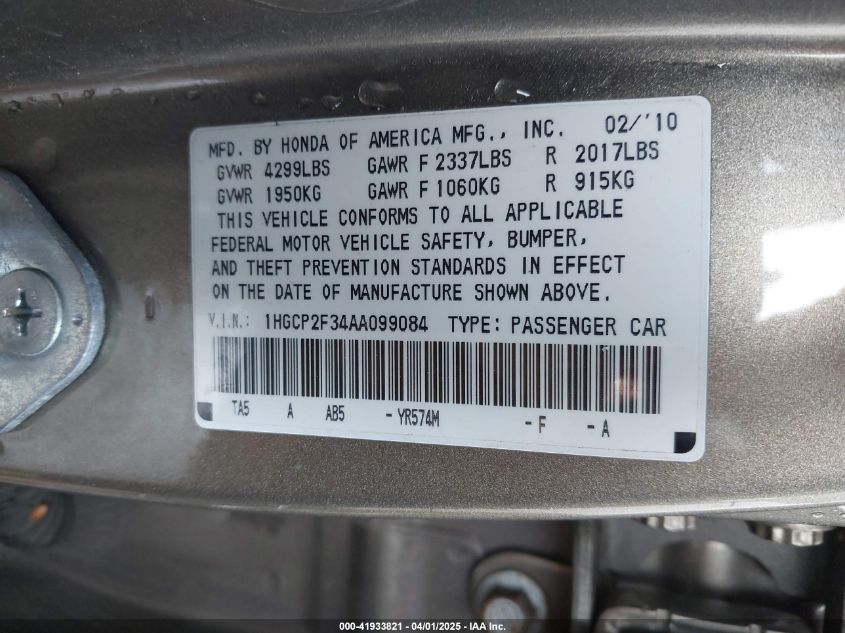 MFD. BY HONDA OF AMERICA MFG., INC. 02/'10
GVWR 4299LBS GAWR F 2337LBS R 2017LBS
GVWR 1950KG GAWR F 1060KG R 915KG
THIS VEHICLE CONFORMS TO ALL APPLICABLE
FEDERAL MOTOR VEHICLE SAFETY, BUMPER,
AND THEFT PREVENTION STANDARDS IN EFFECT
ON THE DATE OF MANUFACTURE SHOWN ABOVE.
V.I.N.: 1HGCP2F34AA099084 TYPE: PASSENGER CAR
TA5 A AB5 -YR574M -F -A
000-41933821 - 04/01/2025 - IAA Inc.